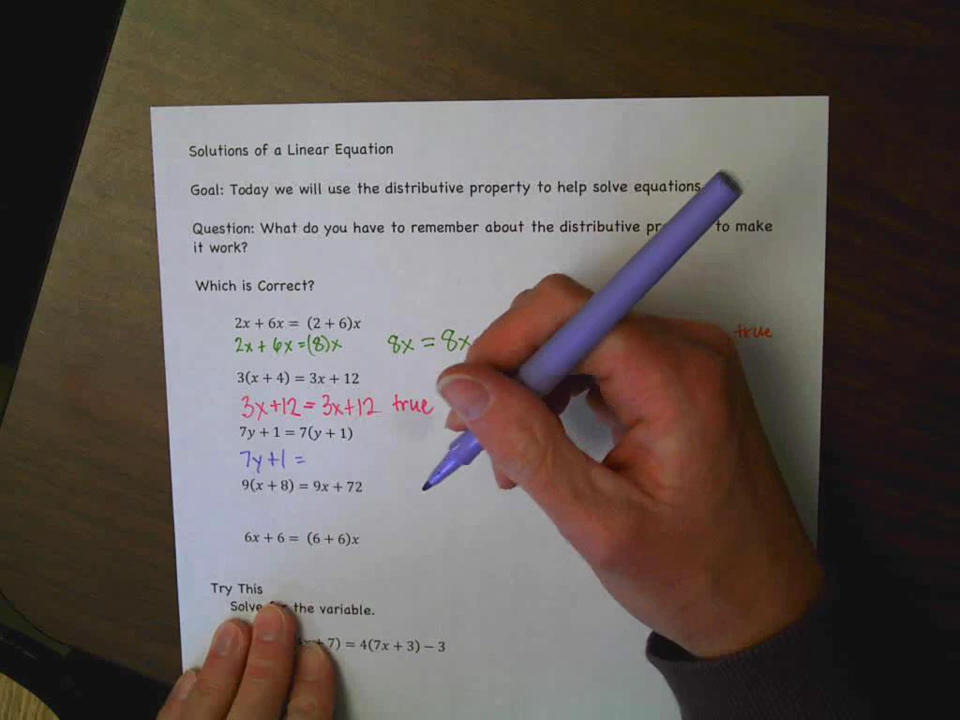 Solutions of a Linear Equation
Goal: Today we will use the distributive property to help solve equations
Question: What do you have to remember about the distributive to make
it work?
Which is Correct?
2x + 6x = (2 + 6)x
2x + 6x = (8)x 8x = 8x true
3(x + 4) = 3x + 12
3x+12 = 3x+12 true
7y + 1 = 7(y + 1)
7y+1 =
9(x + 8) = 9x + 72
6x + 6 = (6 + 6)x
Try This
Solve the variable.
7) = 4(7x + 3) − 3